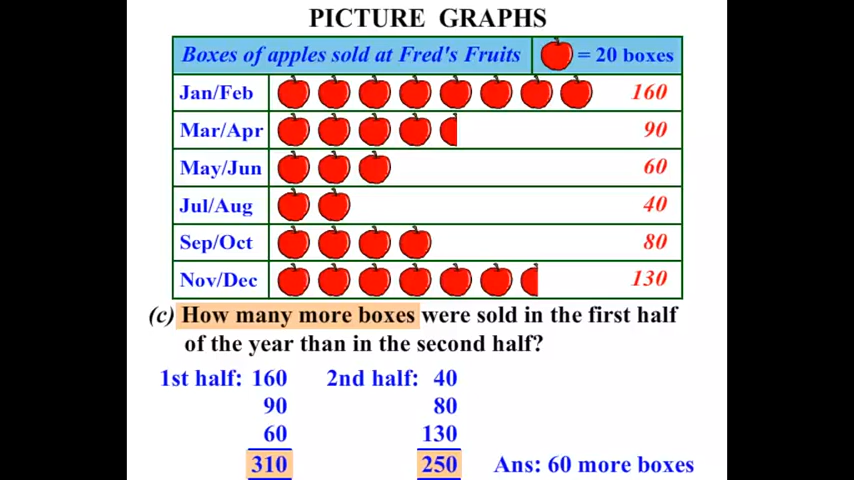 PICTURE GRAPHS
Boxes of apples sold at Fred's Fruits = 20 boxes
Jan/Feb 160
Mar/Apr 90
May/Jun 60
Jul/Aug 40
Sep/Oct 80
Nov/Dec 130
(c) How many more boxes were sold in the first half
of the year than in the second half?
1st half: 160 2nd half: 40
90 80
60 130
310 250 Ans: 60 more boxes